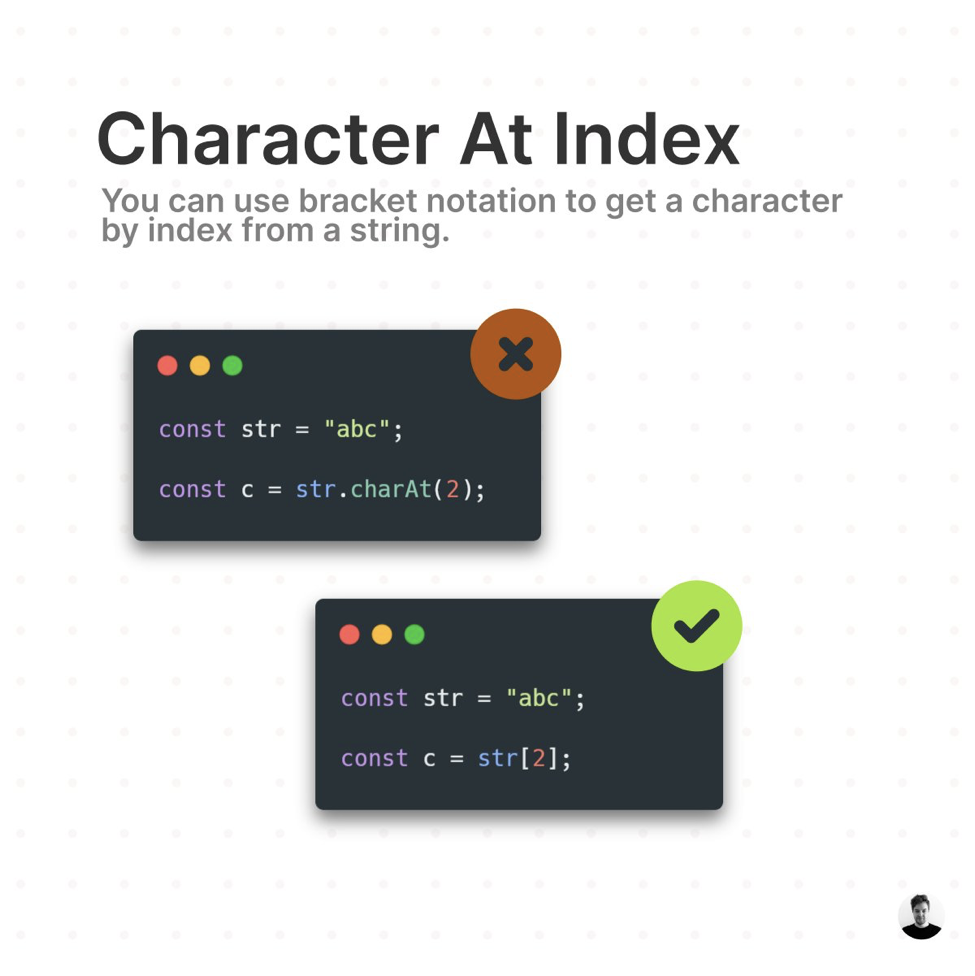 Character At Index
You can use bracket notation to get a character
by index from a string.
const str = "abc";
const c = str.charAt(2);
const str = "abc";
const c = str[2];